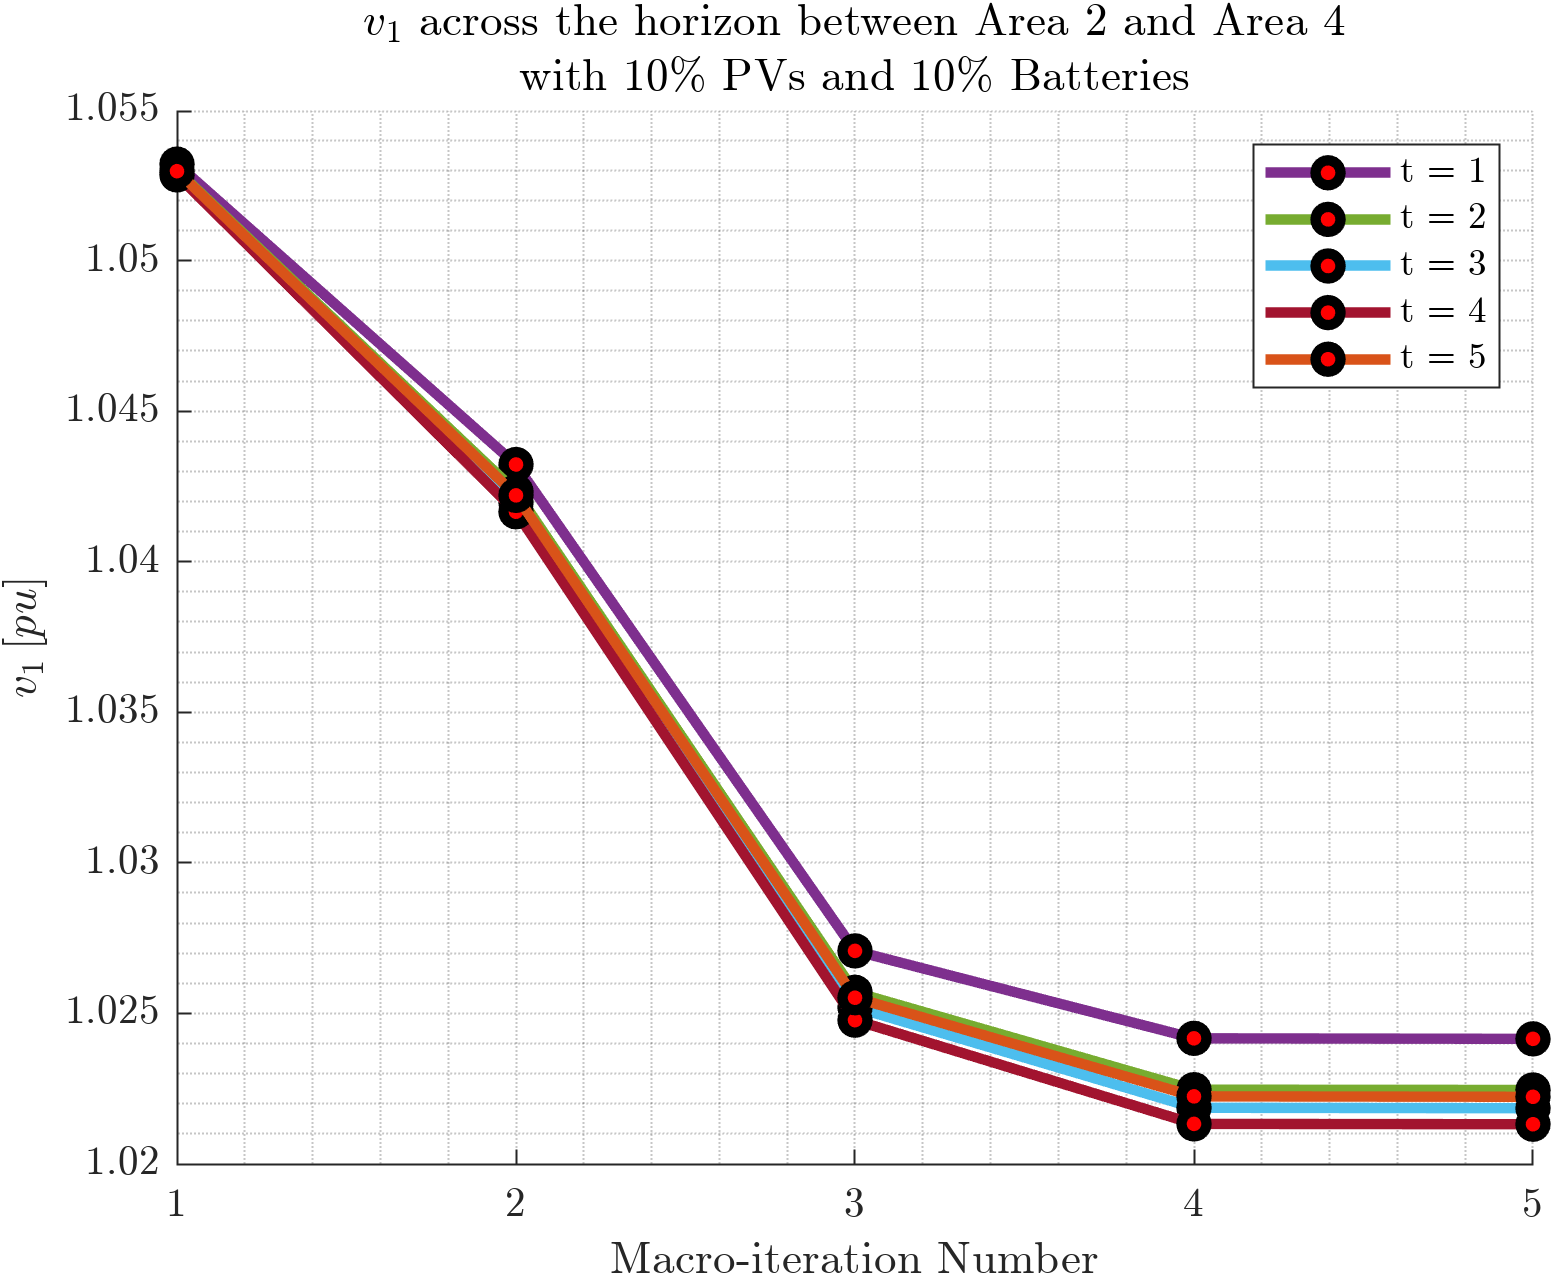 v₁ across the horizon between Area 2 and Area 4
with 10% PVs and 10% Batteries
1.055
1.05
1.045
1.04
1.035
1.03
1.025
1.02
v₁ [pu]
t = 1
t = 2
t = 3
t = 4
t = 5
1 2 3 4 5
Macro-iteration Number